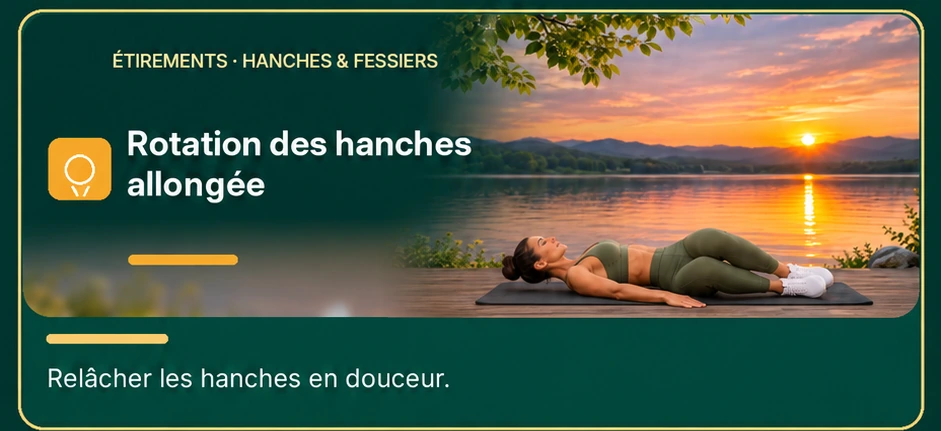 ÉTIREMENTS · HANCHES & FESSIERS
Rotation des hanches
allongée
Relâcher les hanches en douceur.